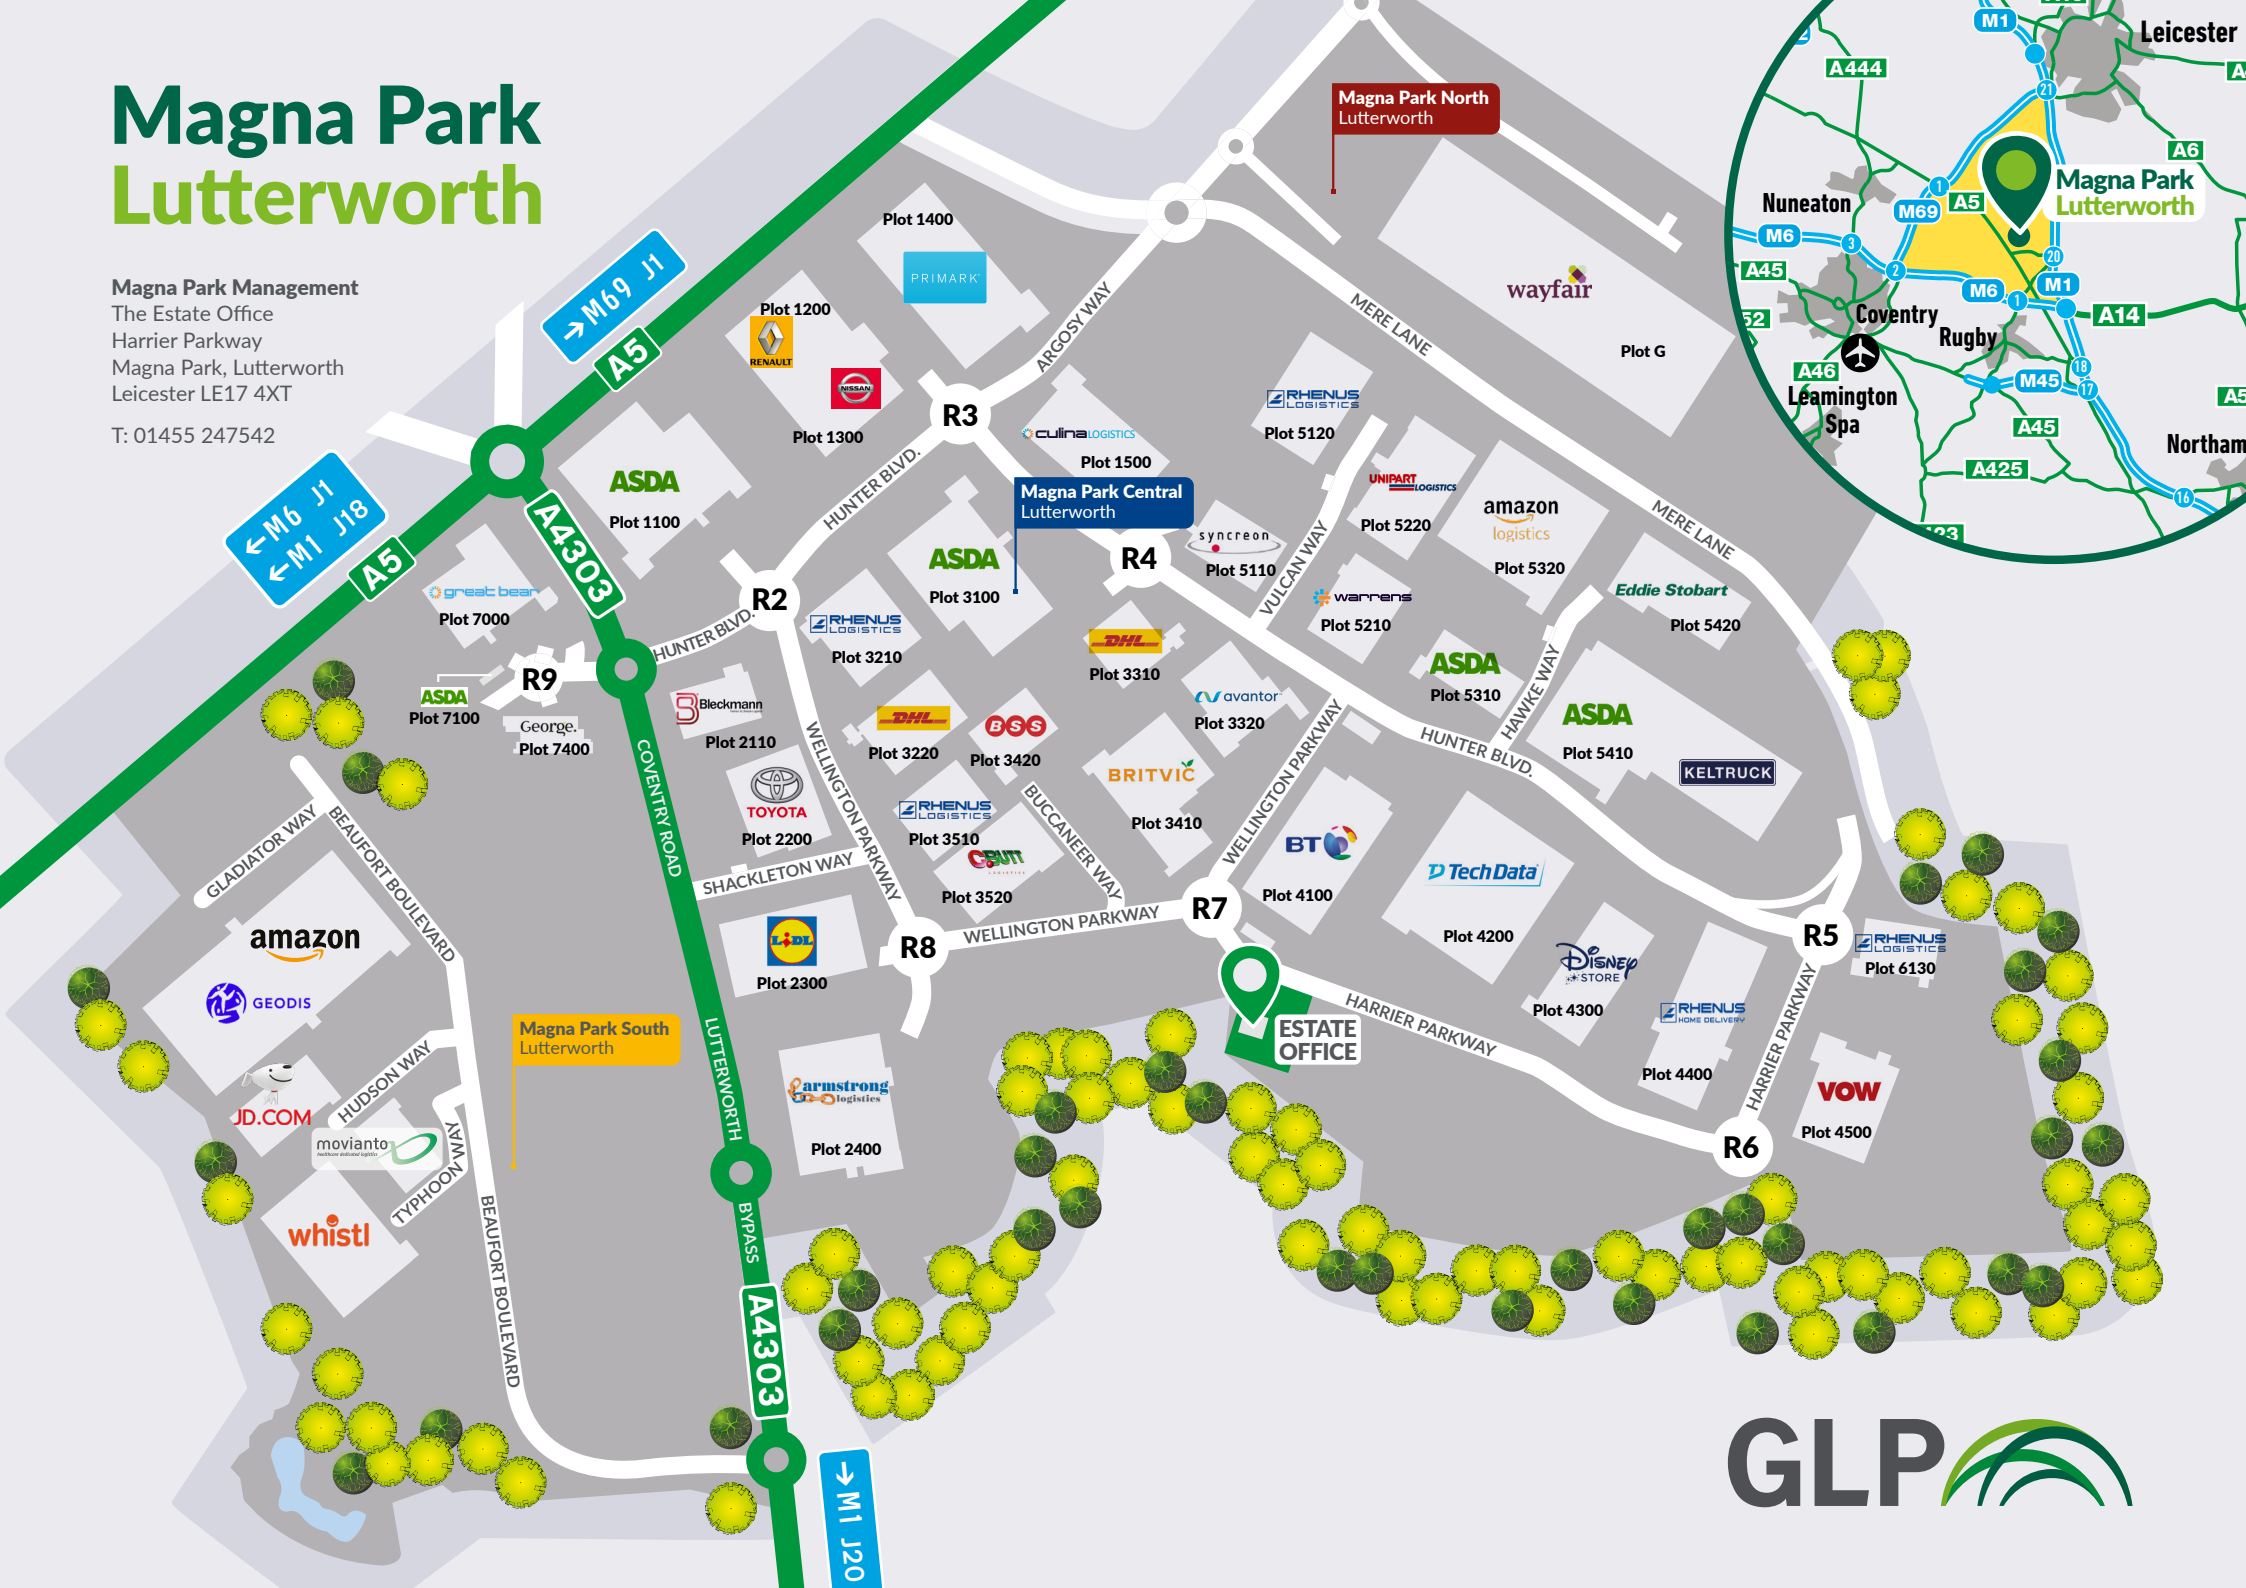 Magna Park
Lutterworth
Magna Park Management
The Estate Office
Harrier Parkway
Magna Park, Lutterworth
Leicester LE17 4XT
T: 01455 247542
→M69 J1
A5
←M6 J1
←M1 J18
A5
A4303
Magna Park North
Lutterworth
Plot 1400
PRIMARK
Plot 1200
RENAULT
NISSAN
Plot 1300
ASDA
Plot 1100
ARGOSY WAY
MERE LANE
wayfair
Plot G
R3
HUNTER BLVD.
culina LOGISTICS
Plot 1500
Magna Park Central
Lutterworth
RHENUS
LOGISTICS
Plot 5120
UNIPART
LOGISTICS
Plot 5220
amazon
logistics
Plot 5320
MERE LANE
syncreon
Plot 5110
R4
VULCAN WAY
warrens
Plot 5210
Eddie Stobart
Plot 5420
great bear
Plot 7000
R2
HUNTER BLVD.
ASDA
Plot 3100
RHENUS
LOGISTICS
Plot 3210
DHL
Plot 3310
ASDA
Plot 5310
HAWKE WAY
R9
ASDA
Plot 7100
George.
Plot 7400
Bleckmann
Plot 2110
avantor
Plot 3320
ASDA
Plot 5410
KELTRUCK
HUNTER BLVD.
DHL
Plot 3220
BSS
Plot 3420
COVENTRY ROAD
TOYOTA
Plot 2200
WELLINGTON PARKWAY
BRITVIC
Plot 3410
WELLINGTON PARKWAY
RHENUS
LOGISTICS
Plot 3510
BUCCANEER WAY
CBUTT
LOGISTICS
Plot 3520
BT
Plot 4100
TechData
Plot 4200
SHACKLETON WAY
GLADIATOR WAY
BEAUFORT BOULEVARD
R7
WELLINGTON PARKWAY
R8
LIDL
Plot 2300
R5
RHENUS
LOGISTICS
Plot 6130
amazon
GEODIS
DISNEY
STORE
Plot 4300
RHENUS
HOME DELIVERY
Plot 4400
HARRIER PARKWAY
HARRIER PARKWAY
ESTATE
OFFICE
Magna Park South
Lutterworth
LUTTERWORTH
armstrong
logistics
Plot 2400
VOW
Plot 4500
R6
JD.COM
HUDSON WAY
movianto
TYPHOON WAY
whistl
BEAUFORT BOULEVARD
BYPASS
A4303
→M1 J20
GLP
M1
Leicester
A444
21
A6
Magna Park
Lutterworth
Nuneaton
1
M69
A5
M6
3
2
20
A45
M6
M1
1
A14
Coventry
Rugby
A46
18
M45
17
Leamington
Spa
A45
Northam
A425
16